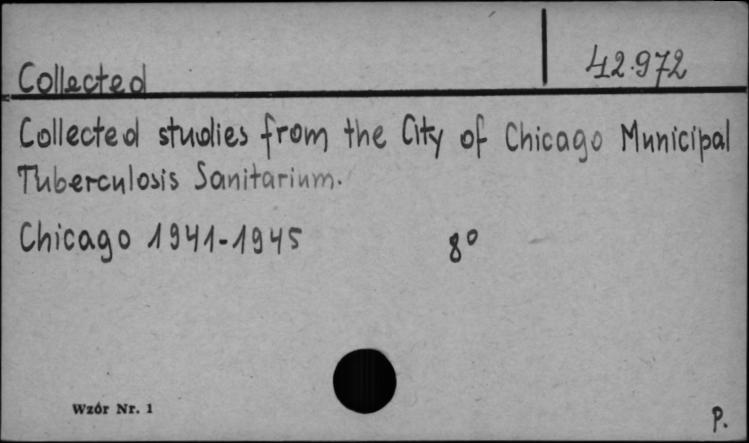 Collected
42.972
Collected studies from the City of Chicago Municipal
Tuberculosis Sanitarium.
Chicago 1941-1945 8°
Wzór Nr. 1
P.